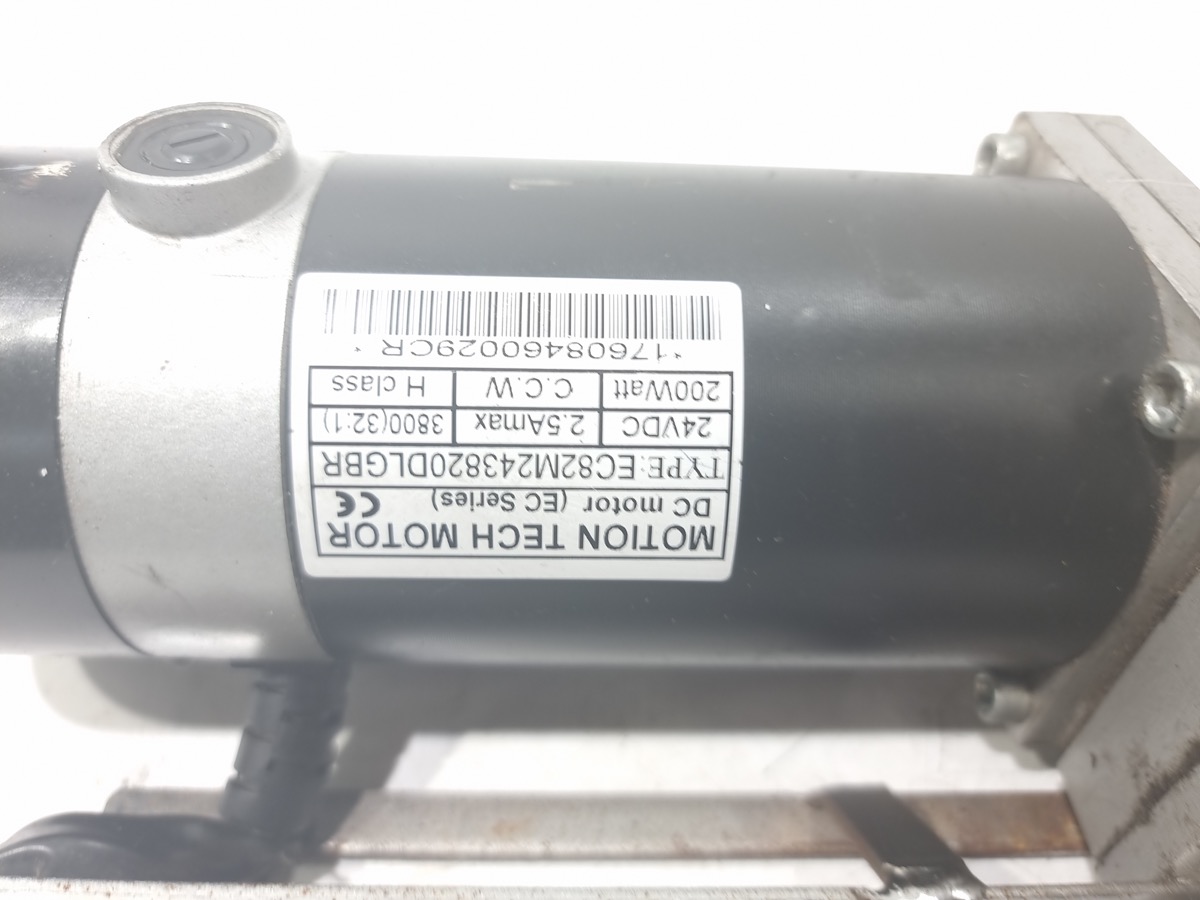 MOTION TECH MOTOR
DC motor (EC Series) CE
TYPE:EC82M243820DLGBR
24VDC 2.5Amax 3800(32:1)
200Watt C.C.W H class
*17608460029CR*